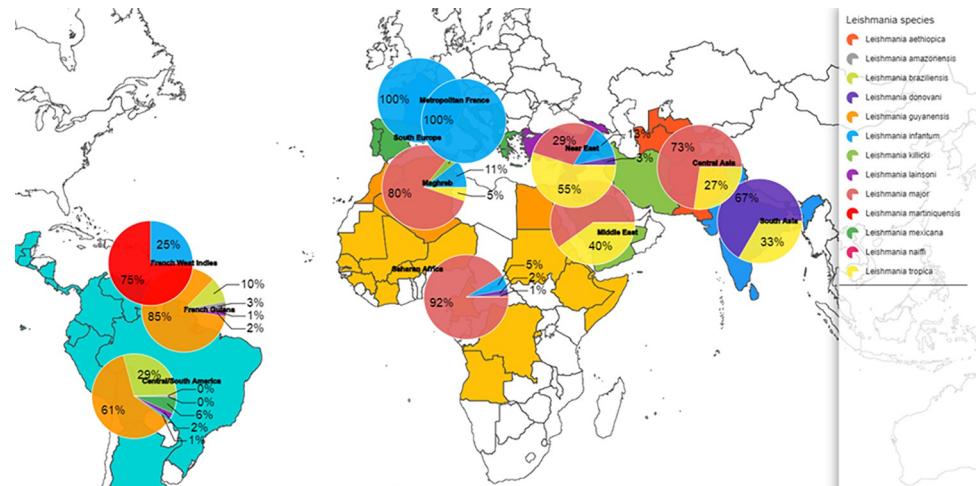 Leishmania species
Leishmania aethiopica
Leishmania amazonensis
Leishmania braziliensis
Leishmania donovani
Leishmania guyanensis
Leishmania infantum
Leishmania killicki
Leishmania lainsoni
Leishmania major
Leishmania martiniquensis
Leishmania mexicana
Leishmania naiffi
Leishmania tropica
100%
Metropolitan France
100%
South Europe
80%
Maghreb
11%
5%
29%
Near East
13%
3%
55%
73%
Central Asia
27%
67%
South Asia
33%
Middle East
40%
Saharan Africa
92%
5%
2%
1%
25%
French West Indies
75%
10%
85%
French Guiana
3%
1%
2%
29%
Central/South America
61%
0%
0%
6%
2%
1%